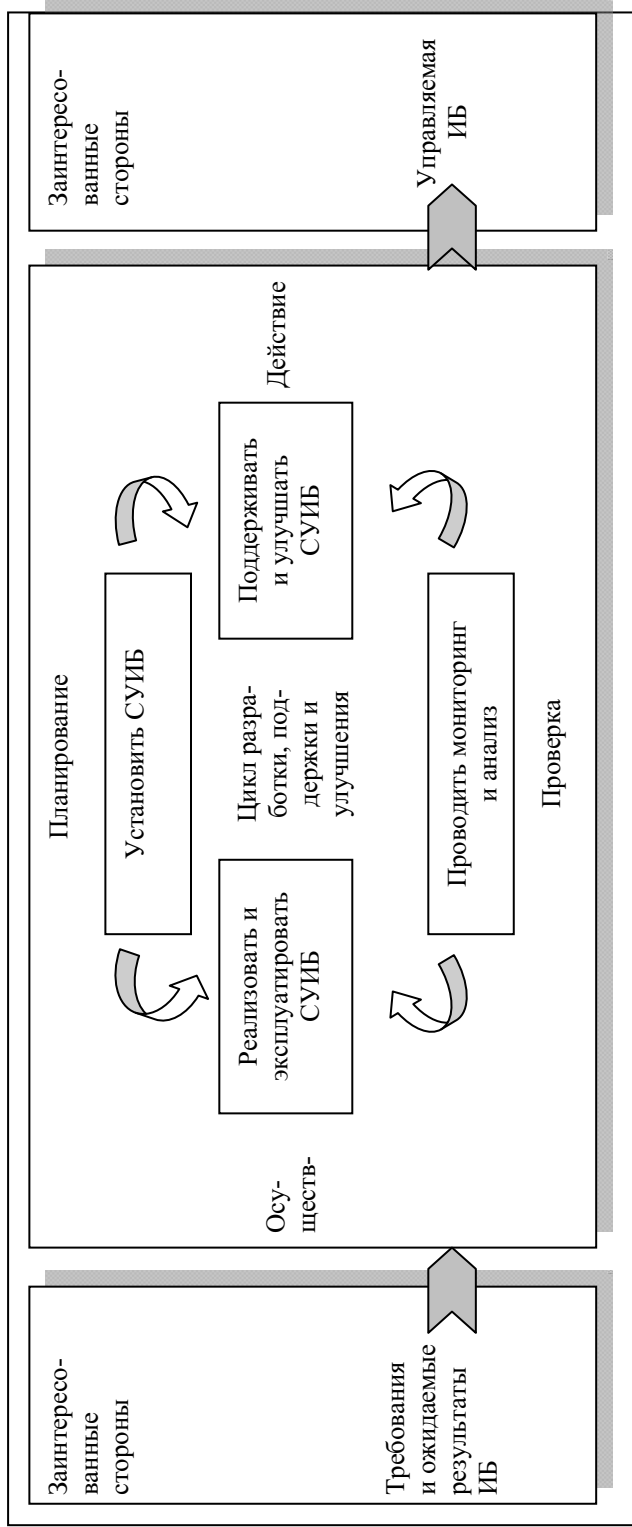 Заинтересо-
ванные
стороны
Требования
и ожидаемые
результаты
ИБ
Планирование
Установить СУИБ
Осу-
ществ-
Реализовать и
эксплуатировать
СУИБ
Цикл разра-
ботки, под-
держки и
улучшения
Поддерживать
и улучшать
СУИБ
Действие
Проводить мониторинг
и анализ
Проверка
Заинтересо-
ванные
стороны
Управляемая
ИБ